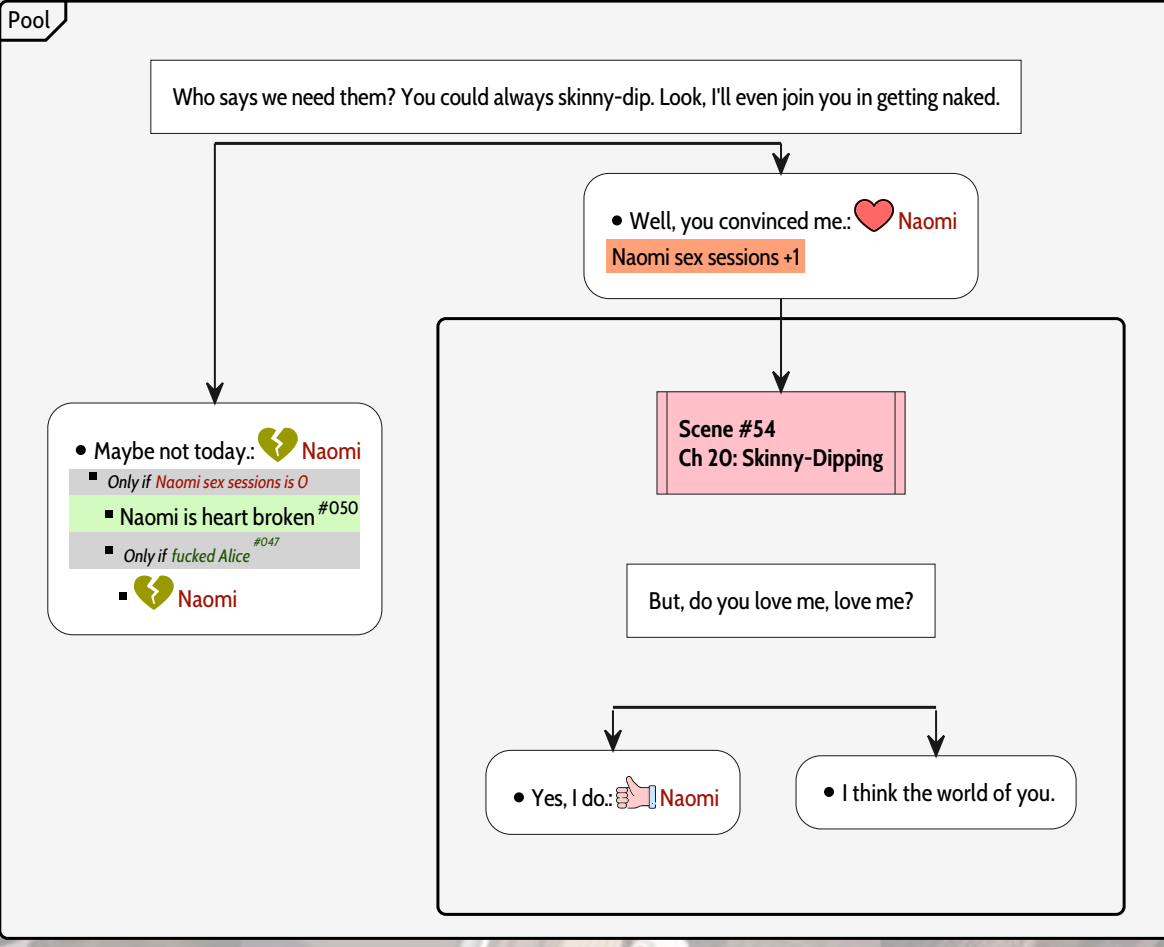 Pool
Who says we need them? You could always skinny-dip. Look, I'll even join you in getting naked.
Well, you convinced me.: Naomi
Naomi sex sessions +1
Maybe not today.: Naomi
Only if Naomi sex sessions is 0
Naomi is heart broken #050
Only if fucked Alice #047
Naomi
Scene #54
Ch 20: Skinny-Dipping
But, do you love me, love me?
Yes, I do.: Naomi
I think the world of you.